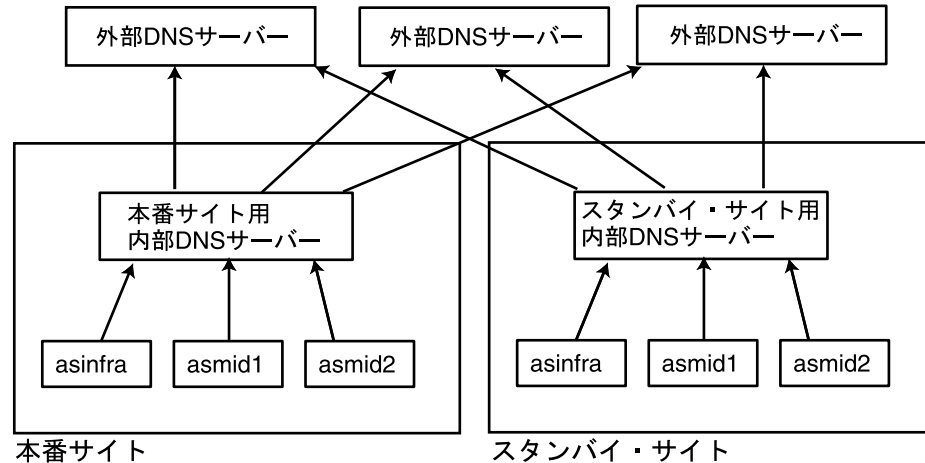 外部DNSサーバー
外部DNSサーバー
外部DNSサーバー
本番サイト用
内部DNSサーバー
スタンバイ・サイト用
内部DNSサーバー
asinfra
asmid1
asmid2
asinfra
asmid1
asmid2
本番サイト
スタンバイ・サイト